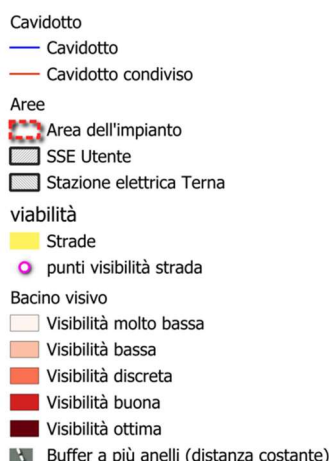 Cavidotto
Cavidotto
Cavidotto condiviso
Aree
Area dell'impianto
SSE Utente
Stazione elettrica Terna
viabilità
Strade
punti visibilità strada
Bacino visivo
Visibilità molto bassa
Visibilità bassa
Visibilità discreta
Visibilità buona
Visibilità ottima
Buffer a più anelli (distanza costante)